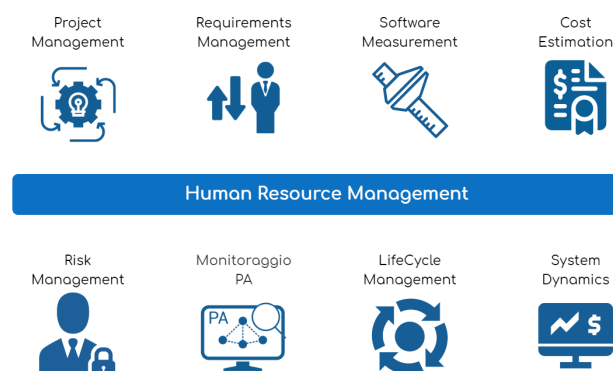 Project
Management
Requirements
Management
Software
Measurement
Cost
Estimation
$
Human Resource Management
Risk
Management
Monitoraggio
PA
LifeCycle
Management
System
Dynamics
PA
$